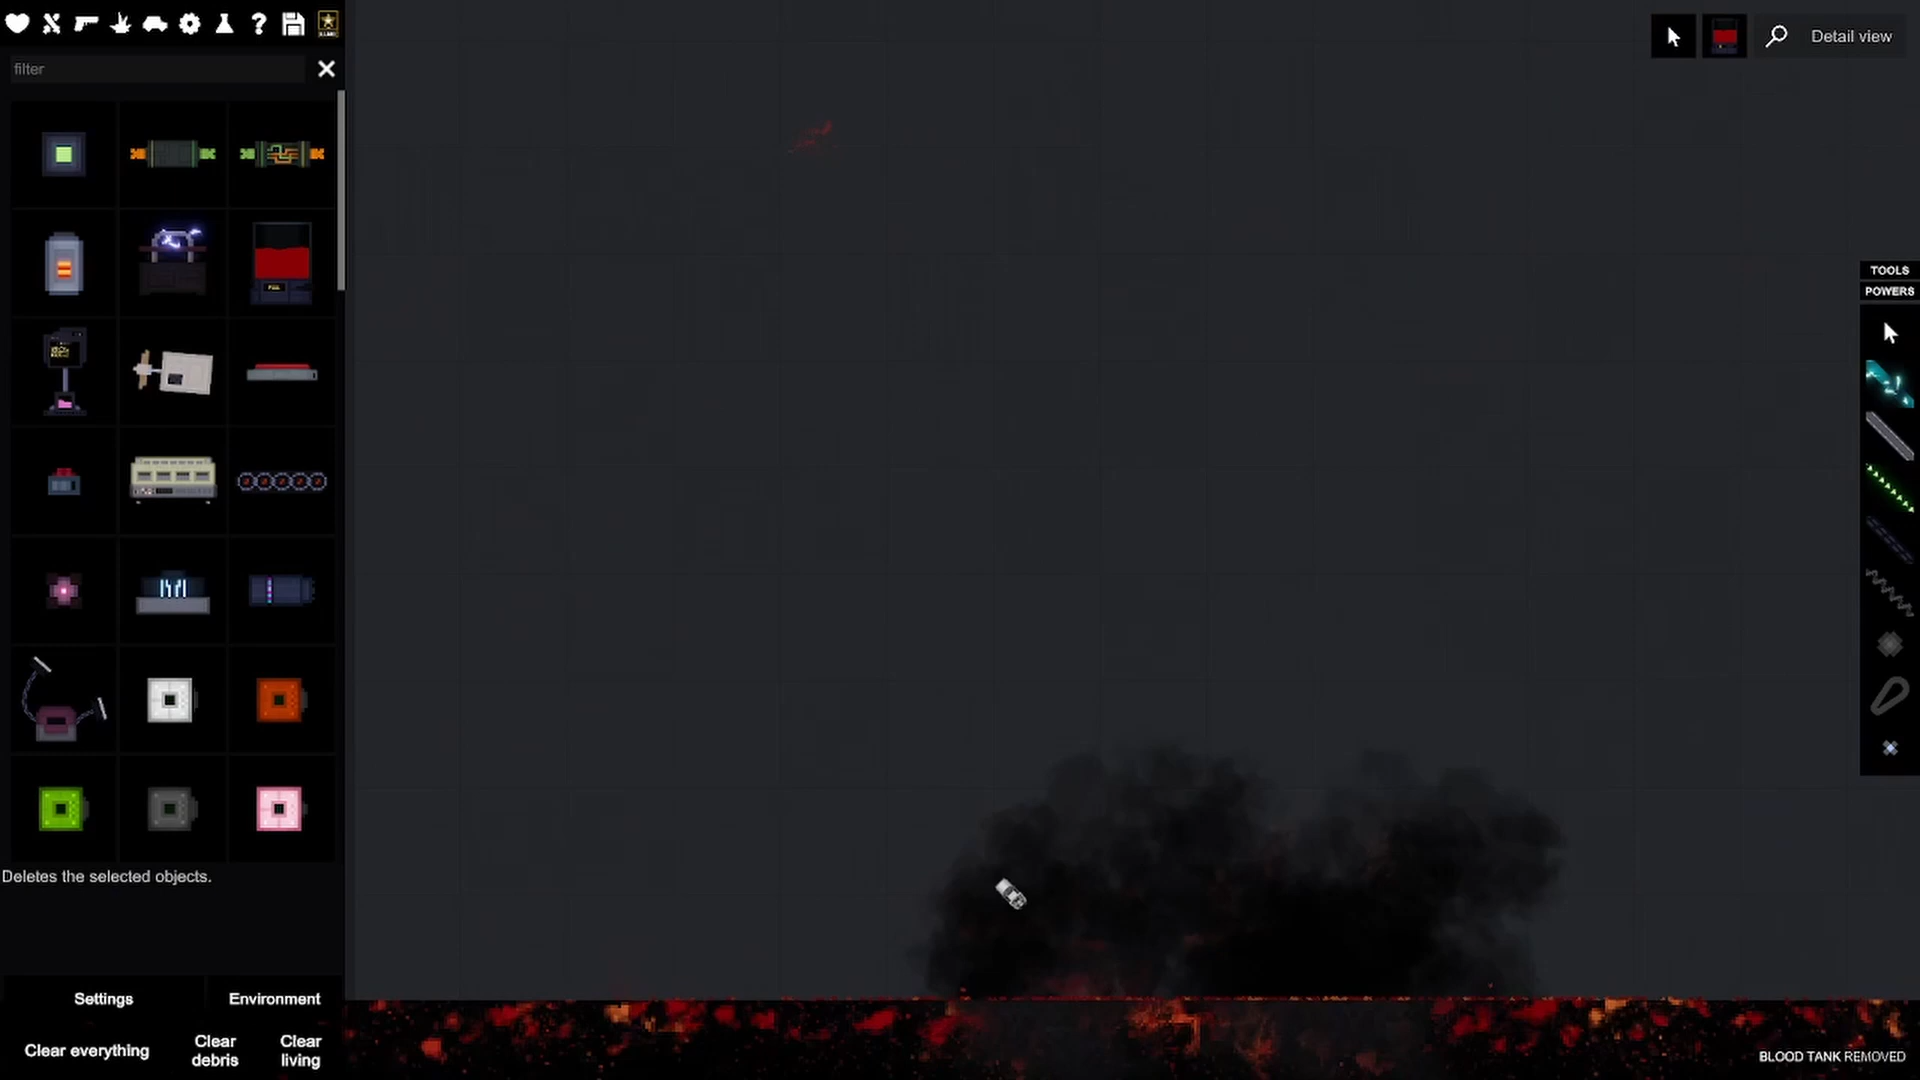 filter
Detail view
TOOLS
POWERS
Deletes the selected objects.
Settings
Environment
Clear everything
Clear
debris
Clear
living
BLOOD TANK REMOVED